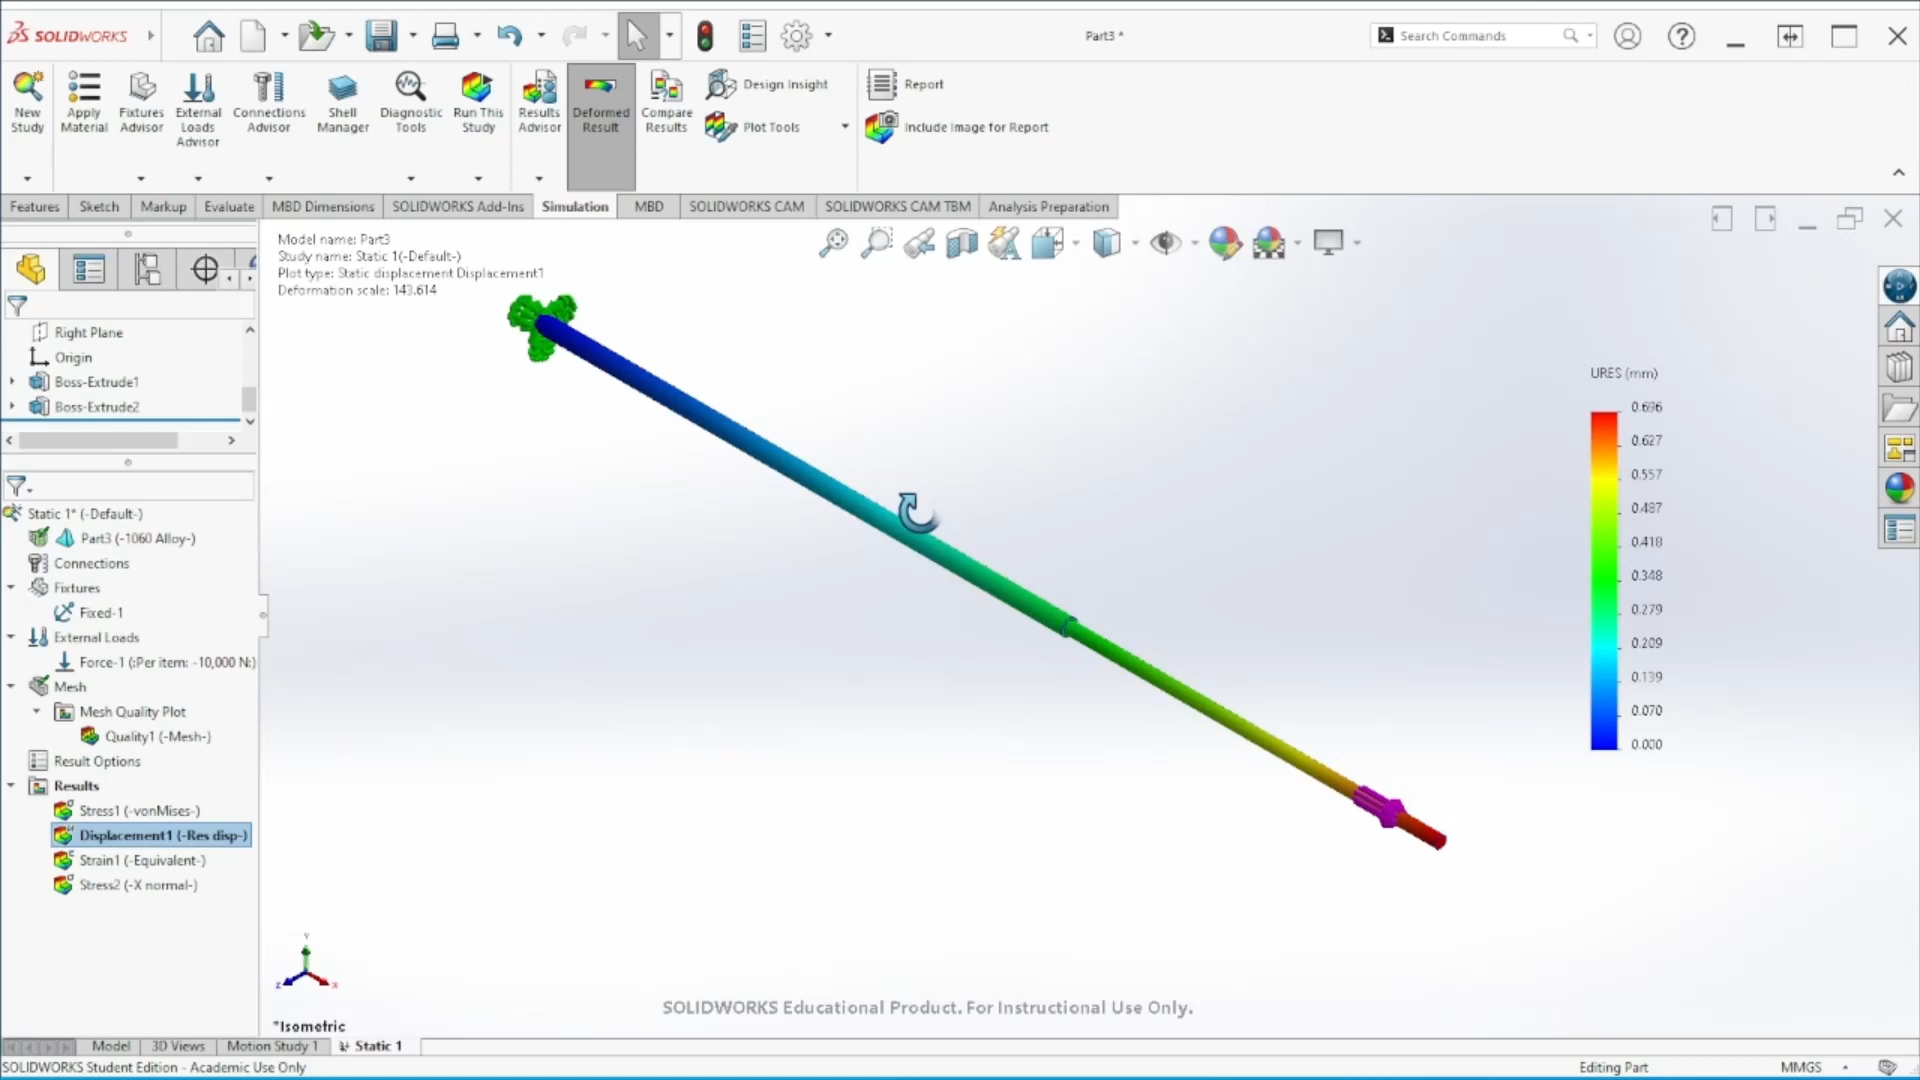 SOLIDWORKS
Part3 *
Search Commands
New Study
Apply Material
Fixtures Advisor
External Loads Advisor
Connections Advisor
Shell Manager
Diagnostic Tools
Run This Study
Results Advisor
Deformed Result
Compare Results
Design Insight
Plot Tools
Report
Include Image for Report
Features
Sketch
Markup
Evaluate
MBD Dimensions
SOLIDWORKS Add-Ins
Simulation
MBD
SOLIDWORKS CAM
SOLIDWORKS CAM TBM
Analysis Preparation
Model name: Part3
Study name: Static 1(-Default-)
Plot type: Static displacement Displacement1
Deformation scale: 143.614
Right Plane
Origin
Boss-Extrude1
Boss-Extrude2
Static 1* (-Default-)
Part3 (-1060 Alloy-)
Connections
Fixtures
Fixed-1
External Loads
Force-1 (:Per item: -10,000 N:)
Mesh
Mesh Quality Plot
Quality1 (-Mesh-)
Result Options
Results
Stress1 (-vonMises-)
Displacement1 (-Res disp-)
Strain1 (-Equivalent-)
Stress2 (-X normal-)
URES (mm)
0.696
0.627
0.557
0.487
0.418
0.348
0.279
0.209
0.139
0.070
0.000
Y
Z
X
*Isometric
SOLIDWORKS Educational Product. For Instructional Use Only.
Model
3D Views
Motion Study 1
Static 1
SOLIDWORKS Student Edition - Academic Use Only
Editing Part
MMGS